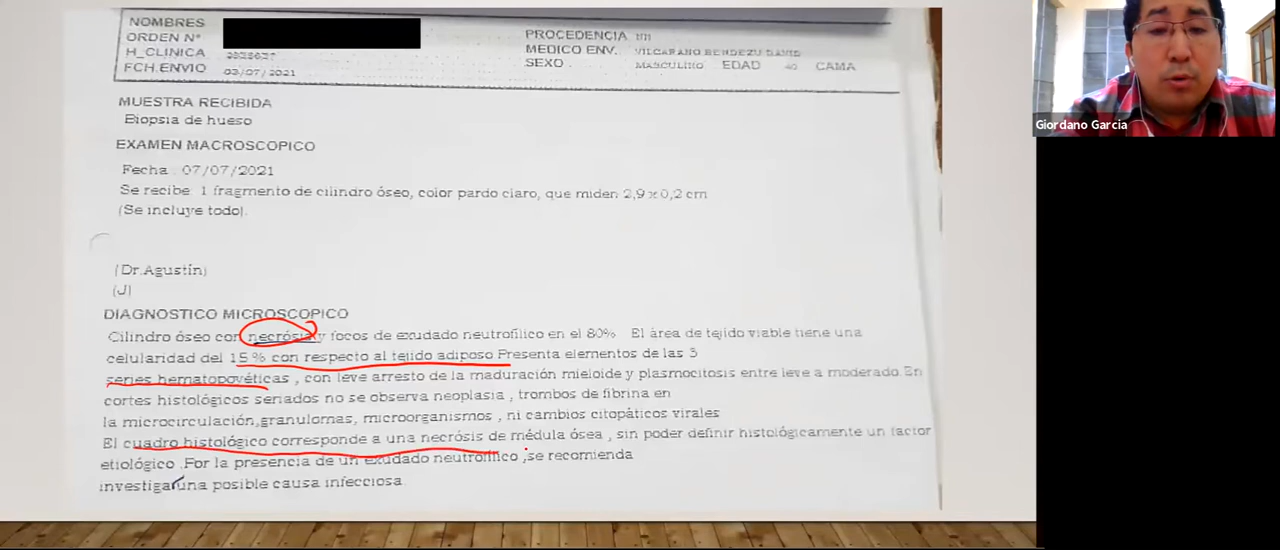 NOMBRES
ORDEN N°
H_CLINICA
FCH.ENVIO 03/07/2021
PROCEDENCIA
MEDICO ENV. VILCARANO BENDEZU DAVID
SEXO . MASCULINO EDAD 40 CAMA
MUESTRA RECIBIDA
Biopsia de hueso
EXAMEN MACROSCOPICO
Fecha : 07/07/2021
Se recibe 1 fragmento de cilindro óseo, color pardo claro, que miden 2,9 x 0,2 cm
(Se incluye todo).
(Dr.Agustín)
(J)
DIAGNOSTICO MICROSCOPICO
Cilindro óseo con necrósis y focos de exudado neutrofílico en el 80% El área de tejido viable tiene una
celularidad del 15 % con respecto al tejido adiposo Presenta elementos de las 3
series hematopoyéticas , con leve arresto de la maduración mieloide y plasmocitosis entre leve a moderado. En
cortes histológicos seriados no se observa neoplasia , trombos de fibrina en
la microcirculación, granulomas, microorganismos , ni cambios citopáticos virales
El cuadro histológico corresponde a una necrósis de médula ósea , sin poder definir histológicamente un factor
etiológico .For la presencia de un exudado neutrofílico ,se recomienda
investigar una posible causa infecciosa
Giordano Garcia